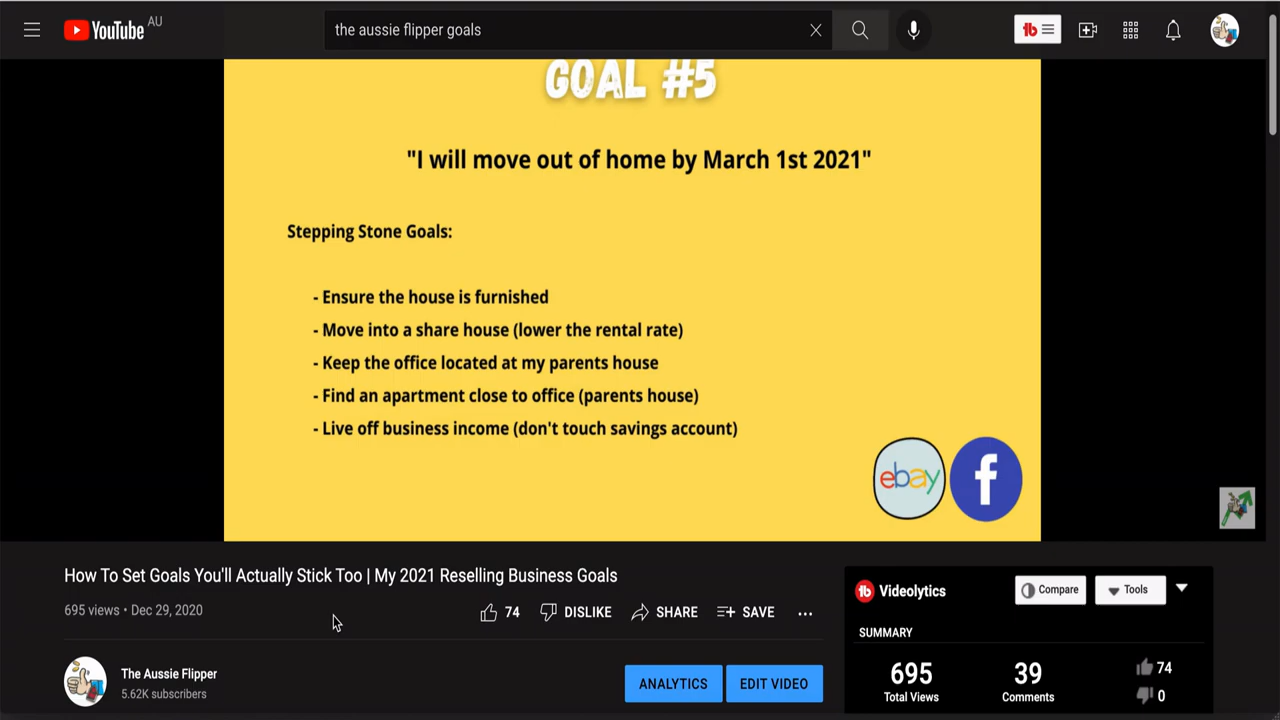 YouTube AU
the aussie flipper goals
GOAL #5
"I will move out of home by March 1st 2021"
Stepping Stone Goals:
- Ensure the house is furnished
- Move into a share house (lower the rental rate)
- Keep the office located at my parents house
- Find an apartment close to office (parents house)
- Live off business income (don't touch savings account)
ebay f
How To Set Goals You'll Actually Stick Too | My 2021 Reselling Business Goals
695 views • Dec 29, 2020
74 DISLIKE SHARE SAVE ...
The Aussie Flipper
5.62K subscribers
ANALYTICS EDIT VIDEO
tb
tb Videolytics Compare Tools
SUMMARY
695 39 74
Total Views Comments 0